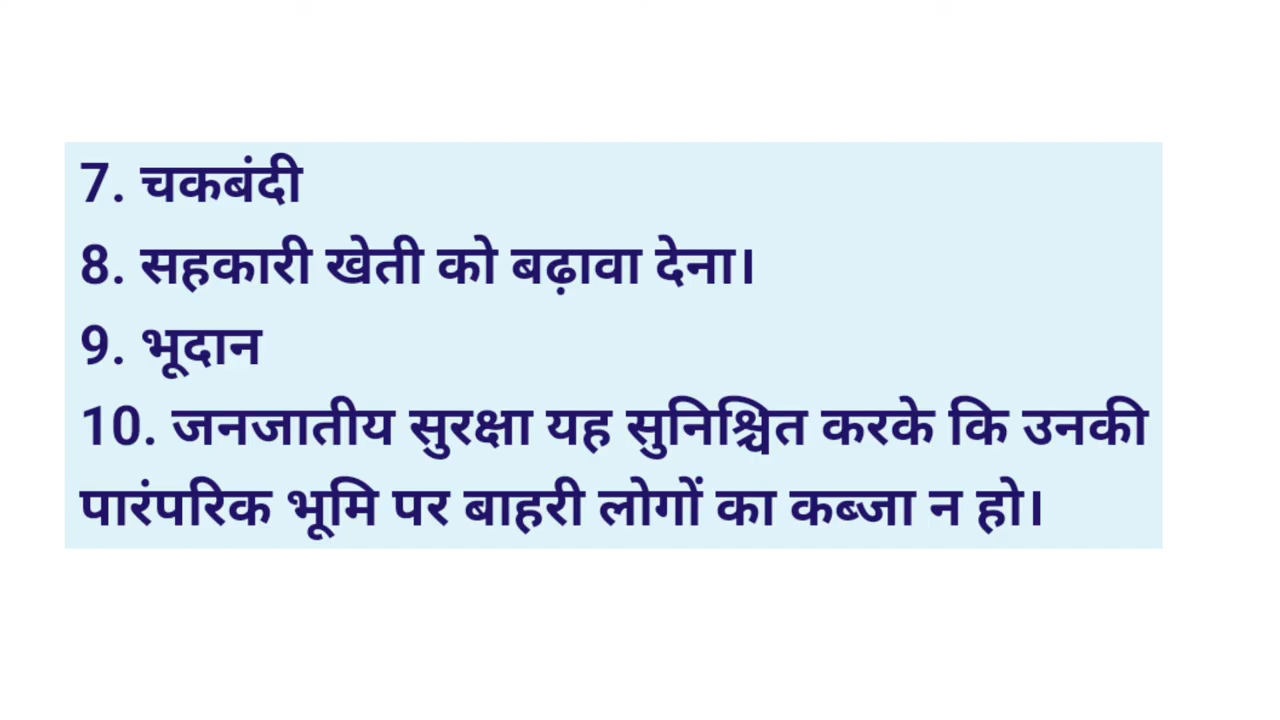 7. चकबंदी
8. सहकारी खेती को बढ़ावा देना।
9. भूदान
10. जनजातीय सुरक्षा यह सुनिश्चित करके कि उनकी
पारंपरिक भूमि पर बाहरी लोगों का कब्जा न हो।